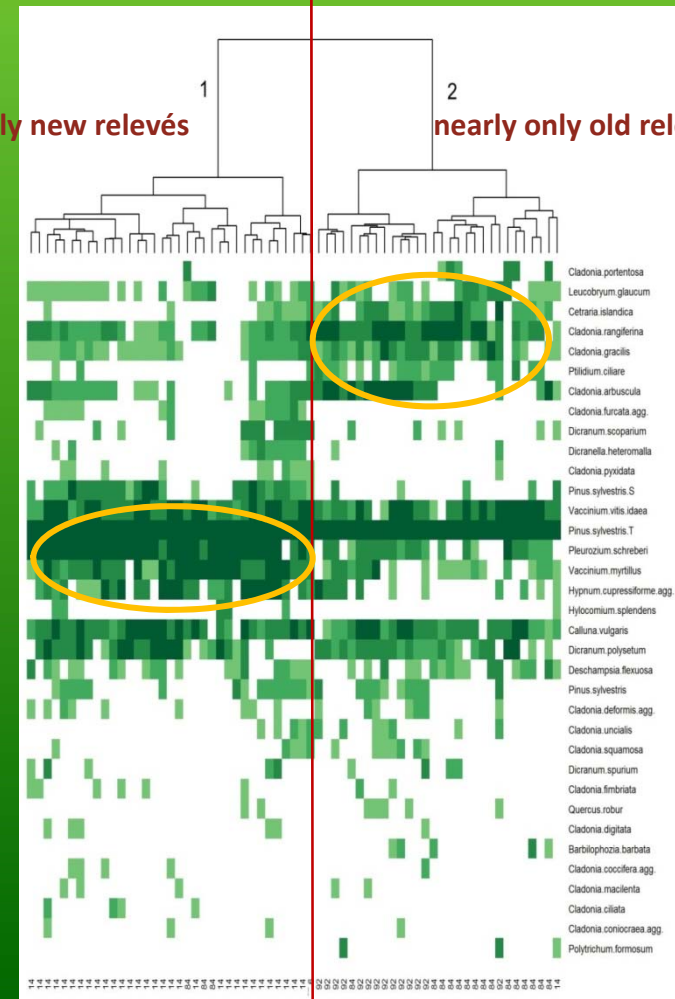 1
2
ly new relevés
nearly only old rele
Cladonia.portentosa
Leucobryum.glaucum
Cetraria.islandica
Cladonia.rangiferina
Cladonia.gracilis
Ptilidium.ciliare
Cladonia.arbuscula
Cladonia.furcata.agg.
Dicranum.scoparium
Dicranella.heteromalla
Cladonia.pyxidata
Pinus.sylvestris.S
Vaccinium.vitis.idaea
Pinus.sylvestris.T
Pleurozium.schreberi
Vaccinium.myrtillus
Hypnum.cupressiforme.agg.
Hylocomium.splendens
Calluna.vulgaris
Dicranum.polysetum
Deschampsia.flexuosa
Pinus.sylvestris
Cladonia.deformis.agg.
Cladonia.uncialis
Cladonia.squamosa
Dicranum.spurium
Cladonia.fimbriata
Quercus.robur
Cladonia.digitata
Barbilophozia.barbata
Cladonia.coccifera.agg.
Cladonia.macilenta
Cladonia.ciliata
Cladonia.coniocraea.agg.
Polytrichum.formosum